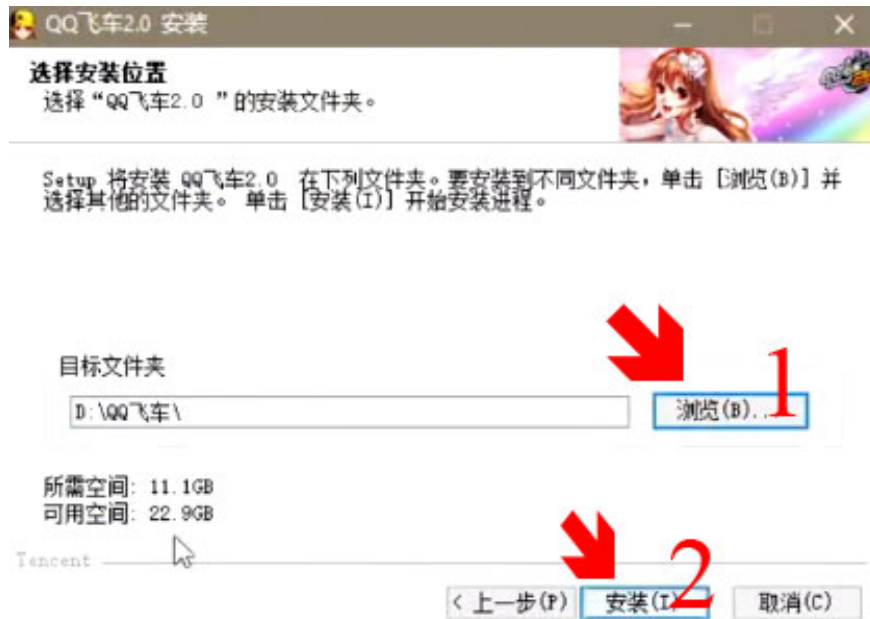 QQ飞车2.0 安装
选择安装位置
选择“QQ飞车2.0 ”的安装文件夹。
Setup 将安装 QQ飞车2.0 在下列文件夹。要安装到不同文件夹，单击 [浏览(B)] 并
选择其他的文件夹。 单击 [安装(I)] 开始安装进程。
1
目标文件夹
D:\QQ飞车\
浏览(B)...
所需空间: 11.1GB
可用空间: 22.9GB
Tencent
2
< 上一步(P)
安装(I)
取消(C)